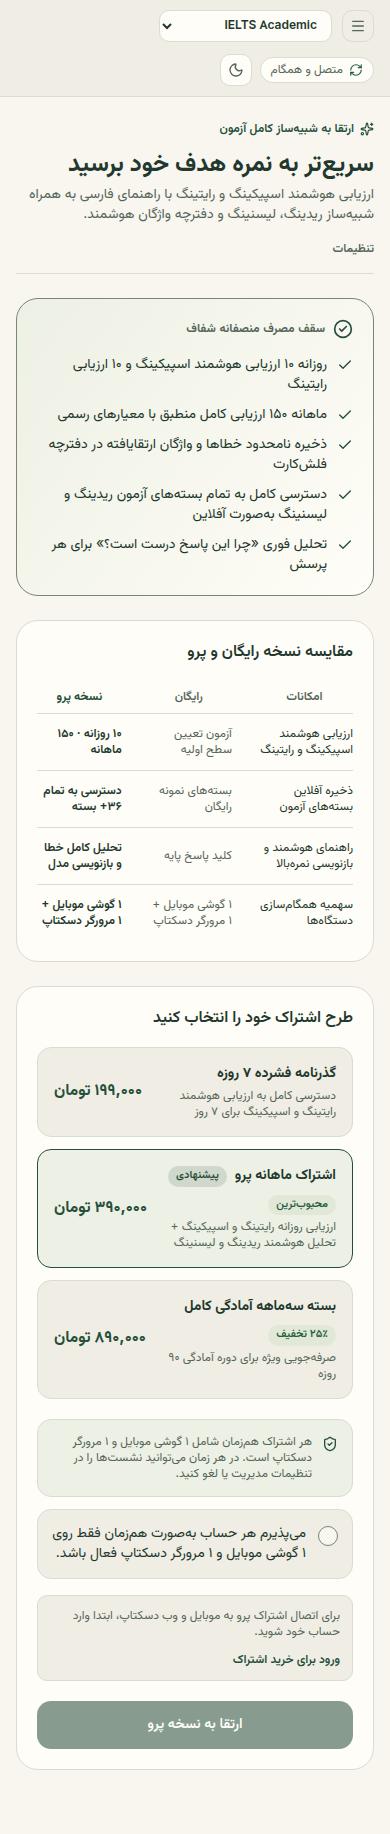 IELTS Academic
متصل و همگام
ارتقا به شبیه‌ساز کامل آزمون
سریع‌تر به نمره هدف خود برسید
ارزیابی هوشمند اسپیکینگ و رایتینگ با راهنمای فارسی به همراه
شبیه‌ساز ریدینگ، لیسنینگ و دفترچه واژگان هوشمند.
تنظیمات
سقف مصرف منصفانه شفاف
روزانه ۱۰ ارزیابی هوشمند اسپیکینگ و ۱۰ ارزیابی
رایتینگ
ماهانه ۱۵۰ ارزیابی کامل منطبق با معیارهای رسمی
ذخیره نامحدود خطاها و واژگان ارتقایافته در دفترچه
فلش‌کارت
دسترسی کامل به تمام بسته‌های آزمون ریدینگ و
لیسنینگ به‌صورت آفلاین
تحلیل فوری «چرا این پاسخ درست است؟» برای هر
پرسش
مقایسه نسخه رایگان و پرو
امکانات رایگان نسخه پرو
ارزیابی هوشمند آزمون تعیین ۱۰ روزانه · ۱۵۰
اسپیکینگ و رایتینگ سطح اولیه ماهانه
ذخیره آفلاین بسته‌های نمونه دسترسی به تمام
بسته‌های آزمون رایگان ۳۶+ بسته
راهنمای هوشمند و کلید پاسخ پایه تحلیل کامل خطا
بازنویسی نمره‌بالا و بازنویسی مدل
سهمیه همگام‌سازی ۱ گوشی موبایل + ۱ گوشی موبایل +
دستگاه‌ها ۱ مرورگر دسکتاپ ۱ مرورگر دسکتاپ
طرح اشتراک خود را انتخاب کنید
گذرنامه فشرده ۷ روزه
دسترسی کامل به ارزیابی هوشمند
رایتینگ و اسپیکینگ برای ۷ روز
۱۹۹,۰۰۰ تومان
اشتراک ماهانه پرو پیشنهادی
محبوب‌ترین
ارزیابی روزانه رایتینگ و اسپیکینگ +
تحلیل هوشمند ریدینگ و لیسنینگ
۳۹۰,۰۰۰ تومان
بسته سه‌ماهه آمادگی کامل
۲۵٪ تخفیف
صرفه‌جویی ویژه برای دوره آمادگی ۹۰
روزه
۸۹۰,۰۰۰ تومان
هر اشتراک هم‌زمان شامل ۱ گوشی موبایل و ۱ مرورگر
دسکتاپ است. در هر زمان می‌توانید نشست‌ها را در
تنظیمات مدیریت یا لغو کنید.
می‌پذیرم هر حساب به‌صورت هم‌زمان فقط روی
۱ گوشی موبایل و ۱ مرورگر دسکتاپ فعال باشد.
برای اتصال اشتراک پرو به موبایل و وب دسکتاپ، ابتدا وارد
حساب خود شوید.
ورود برای خرید اشتراک
ارتقا به نسخه پرو